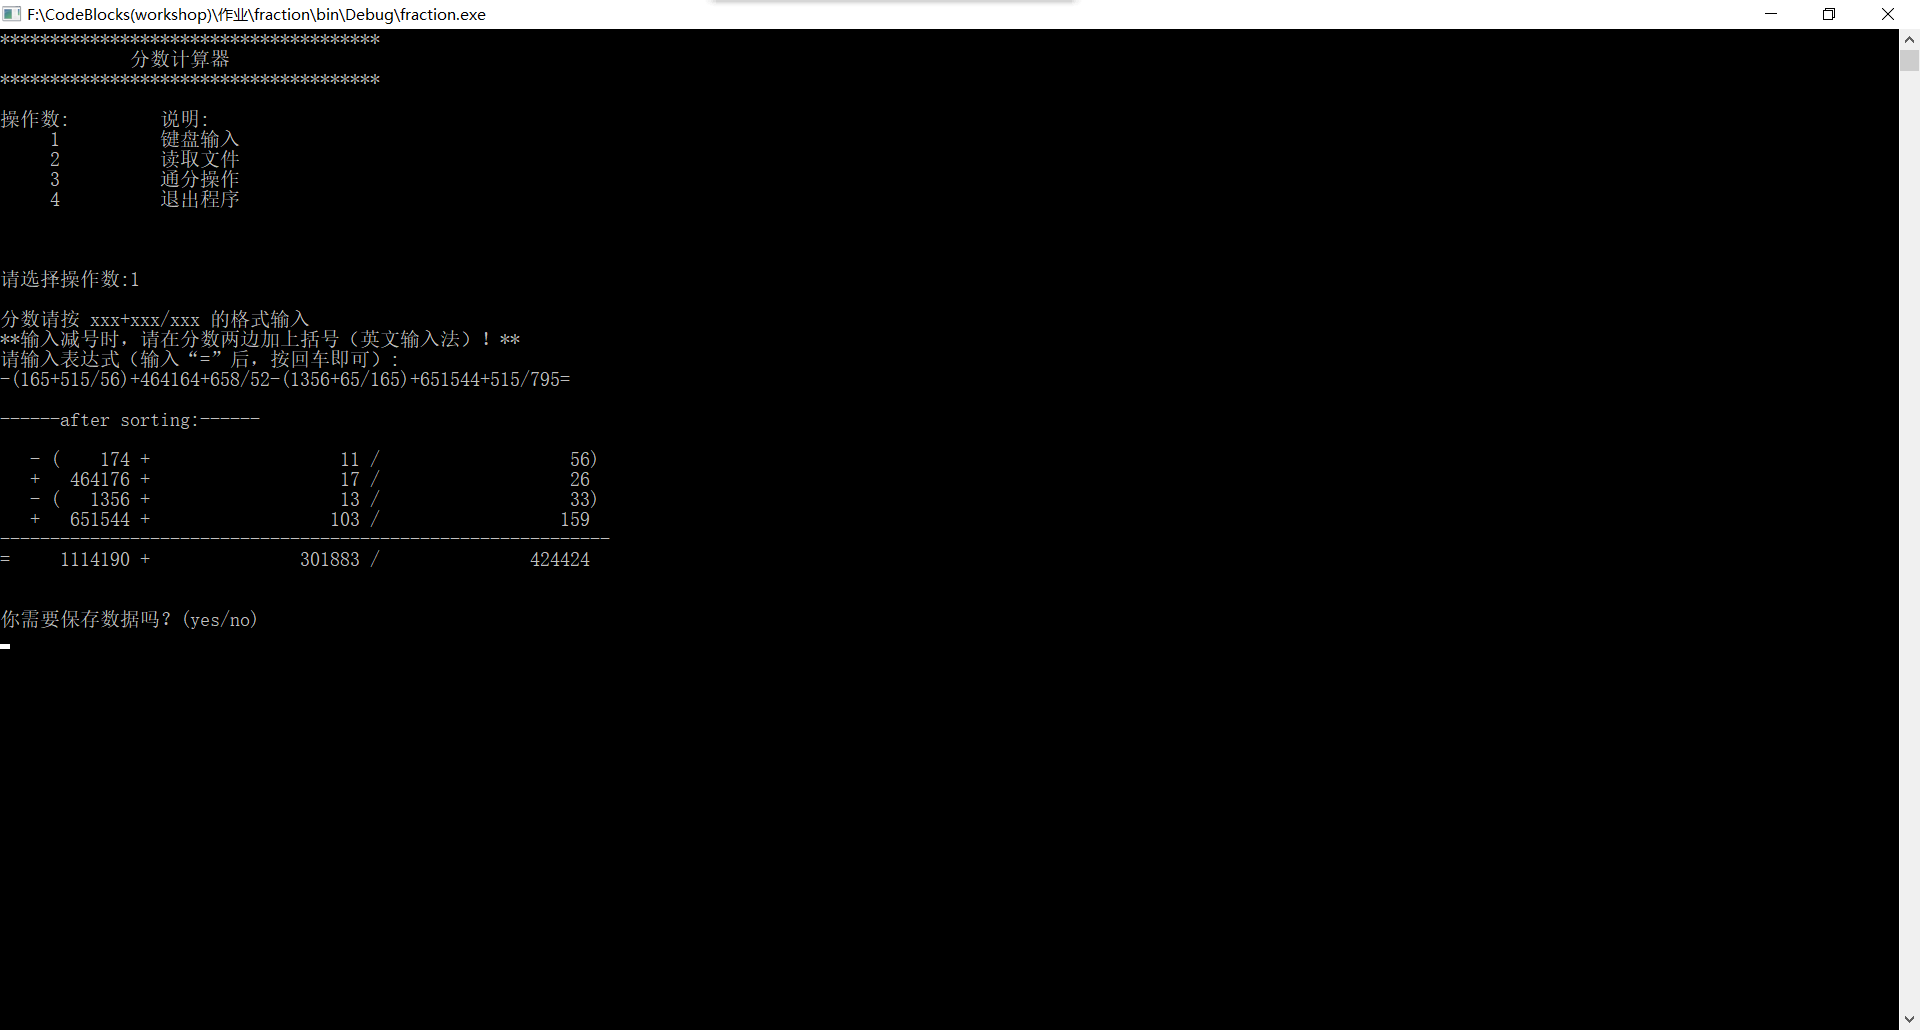 F:\CodeBlocks(workshop)\作业\fraction\bin\Debug\fraction.exe
**************************************
分数计算器
**************************************
操作数: 说明:
1 键盘输入
2 读取文件
3 通分操作
4 退出程序
请选择操作数:1
分数请按 xxx+xxx/xxx 的格式输入
**输入减号时，请在分数两边加上括号（英文输入法）！**
请输入表达式（输入“=”后，按回车即可）:
-(165+515/56)+464164+658/52-(1356+65/165)+651544+515/795=
------after sorting:------
- ( 174 + 11 / 56)
+ 464176 + 17 / 26
- ( 1356 + 13 / 33)
+ 651544 + 103 / 159
-------------------------------------------------------------
= 1114190 + 301883 / 424424
你需要保存数据吗？(yes/no)